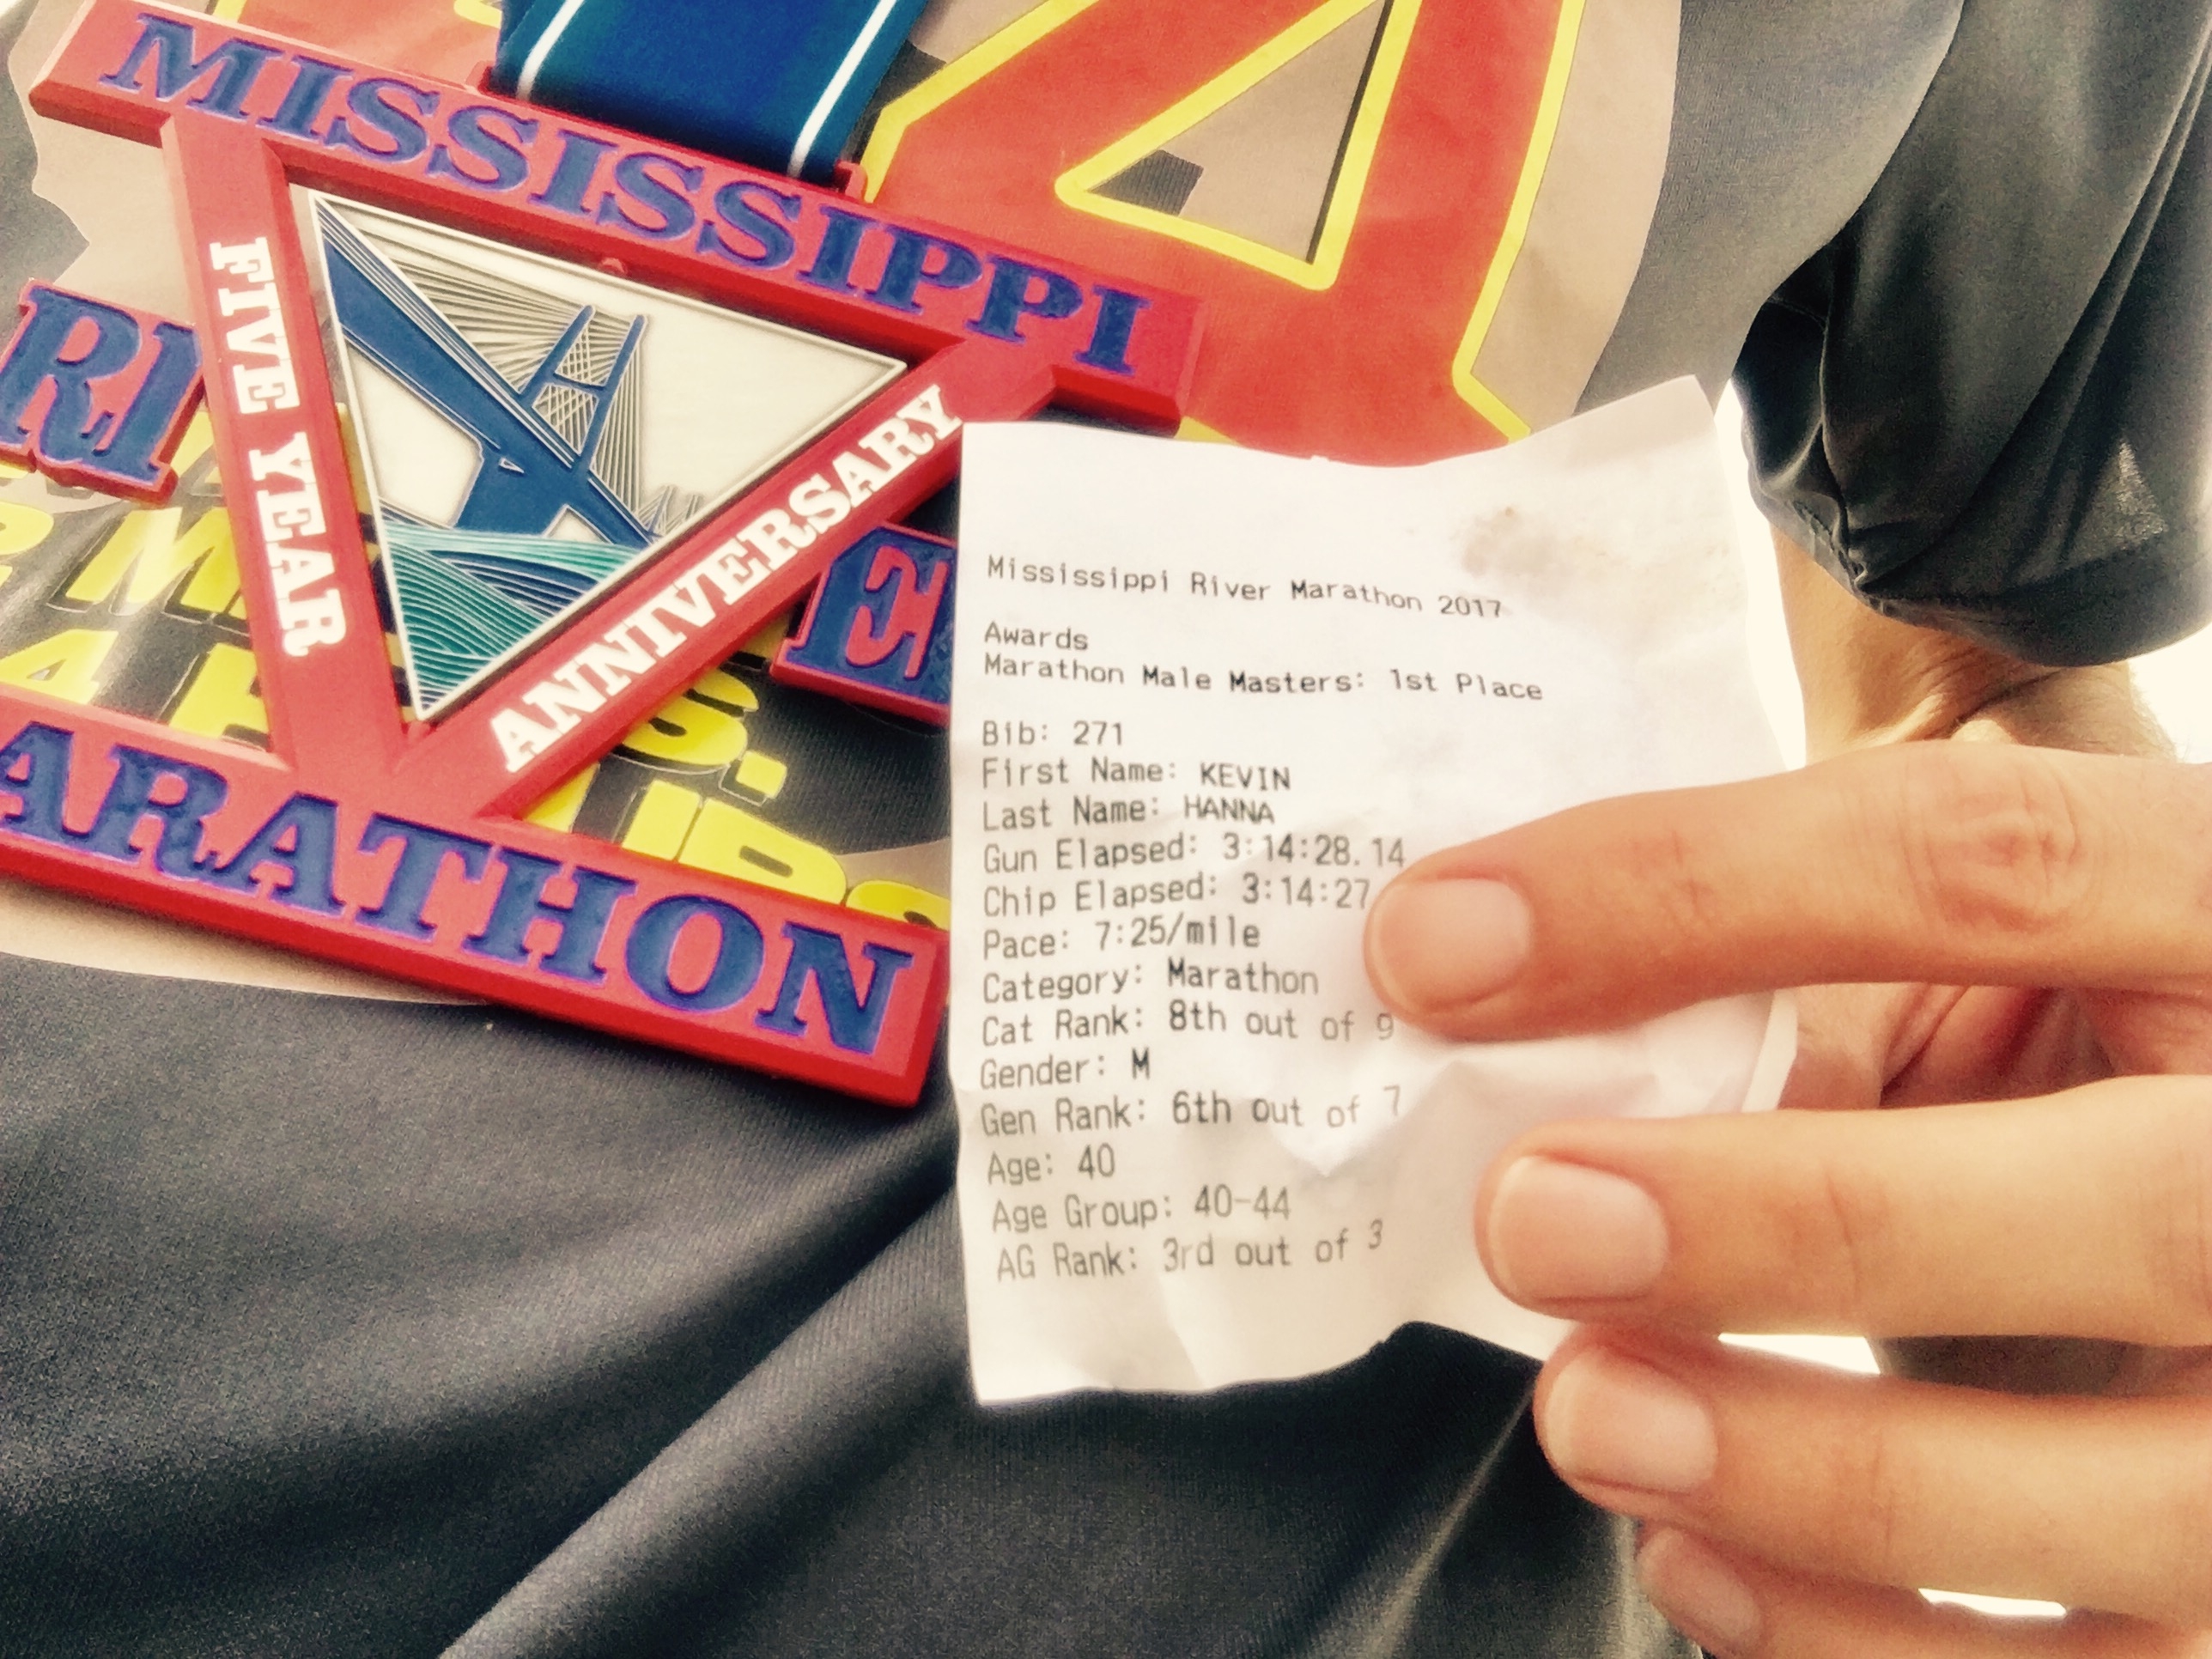 MISSISSIPPI
FIVE YEAR
ANNIVERSARY
RI
E
ARATHON
Mississippi River Marathon 2017
Awards
Marathon Male Masters: 1st Place
Bib: 271
First Name: KEVIN
Last Name: HANNA
Gun Elapsed: 3:14:28.14
Chip Elapsed: 3:14:27
Pace: 7:25/mile
Category: Marathon
Cat Rank: 8th out of 9
Gender: M
Gen Rank: 6th out of 7
Age: 40
Age Group: 40-44
AG Rank: 3rd out of 3